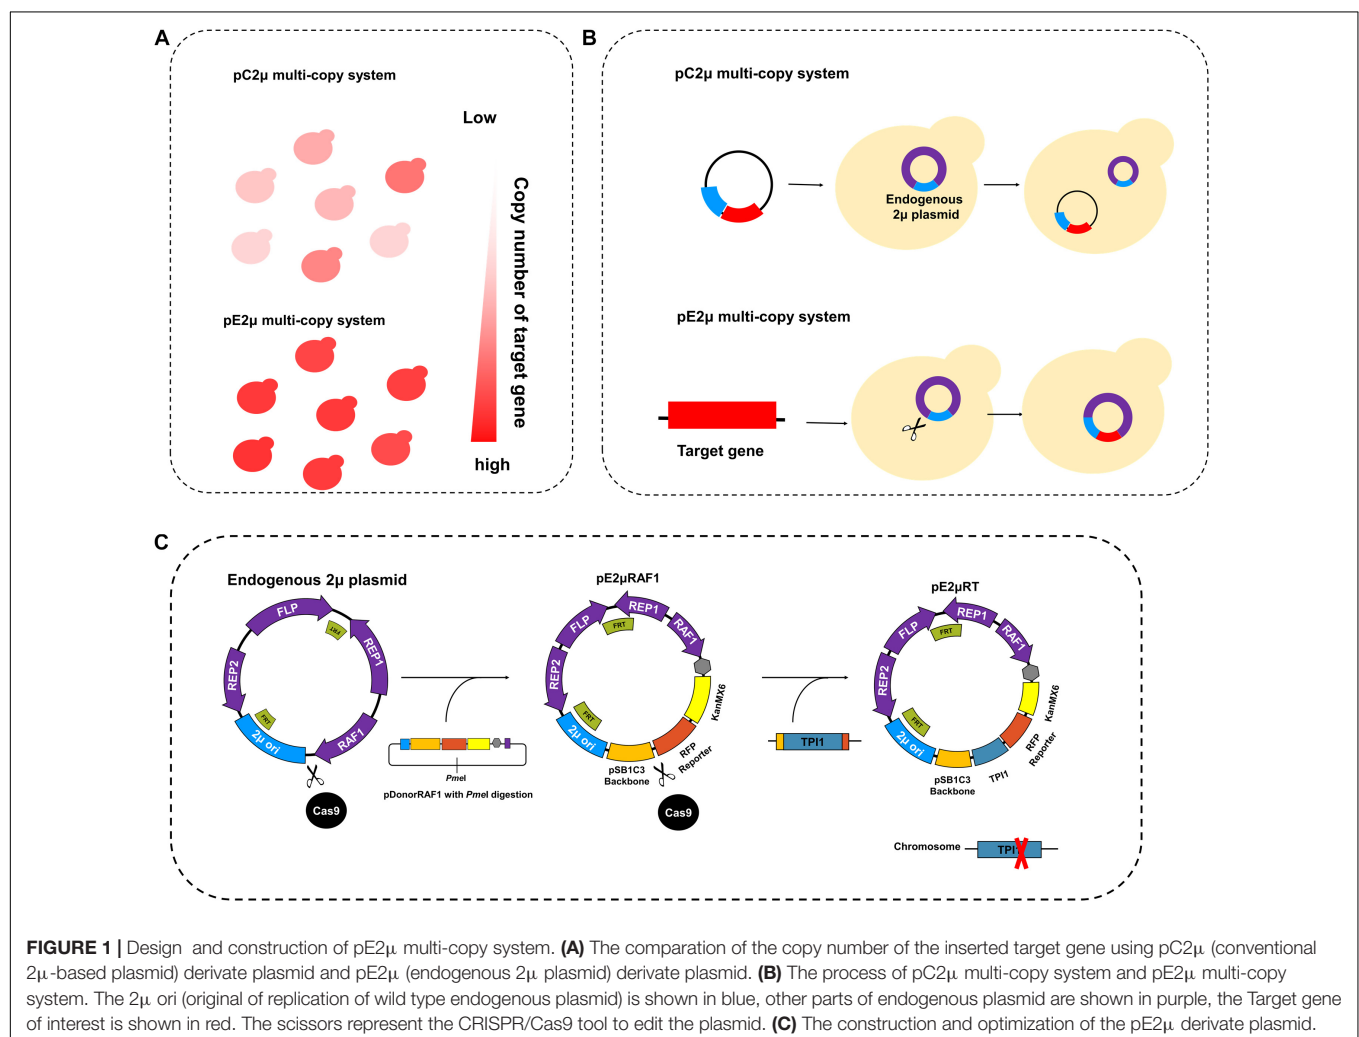 A
pC2μ multi-copy system
Low
Copy number of target gene
pE2μ multi-copy system
high
B
pC2μ multi-copy system
Endogenous
2μ plasmid
pE2μ multi-copy system
Target gene
C
Endogenous 2μ plasmid
FLP
FRT
REP1
REP2
FRT
2μ ori
RAF1
Cas9
PmeI
pDonorRAF1 with PmeI digestion
pE2μRAF1
REP1
FLP
FRT
RAF1
REP2
KanMX6
FRT
2μ ori
RFP
Reporter
pSB1C3
Backbone
Cas9
TPI1
pE2μRT
REP1
FLP
FRT
RAF1
REP2
KanMX6
FRT
2μ ori
RFP
Reporter
TPI1
pSB1C3
Backbone
Chromosome
TPI1
FIGURE 1 | Design and construction of pE2μ multi-copy system. (A) The comparation of the copy number of the inserted target gene using pC2μ (conventional
2μ-based plasmid) derivate plasmid and pE2μ (endogenous 2μ plasmid) derivate plasmid. (B) The process of pC2μ multi-copy system and pE2μ multi-copy
system. The 2μ ori (original of replication of wild type endogenous plasmid) is shown in blue, other parts of endogenous plasmid are shown in purple, the Target gene
of interest is shown in red. The scissors represent the CRISPR/Cas9 tool to edit the plasmid. (C) The construction and optimization of the pE2μ derivate plasmid.